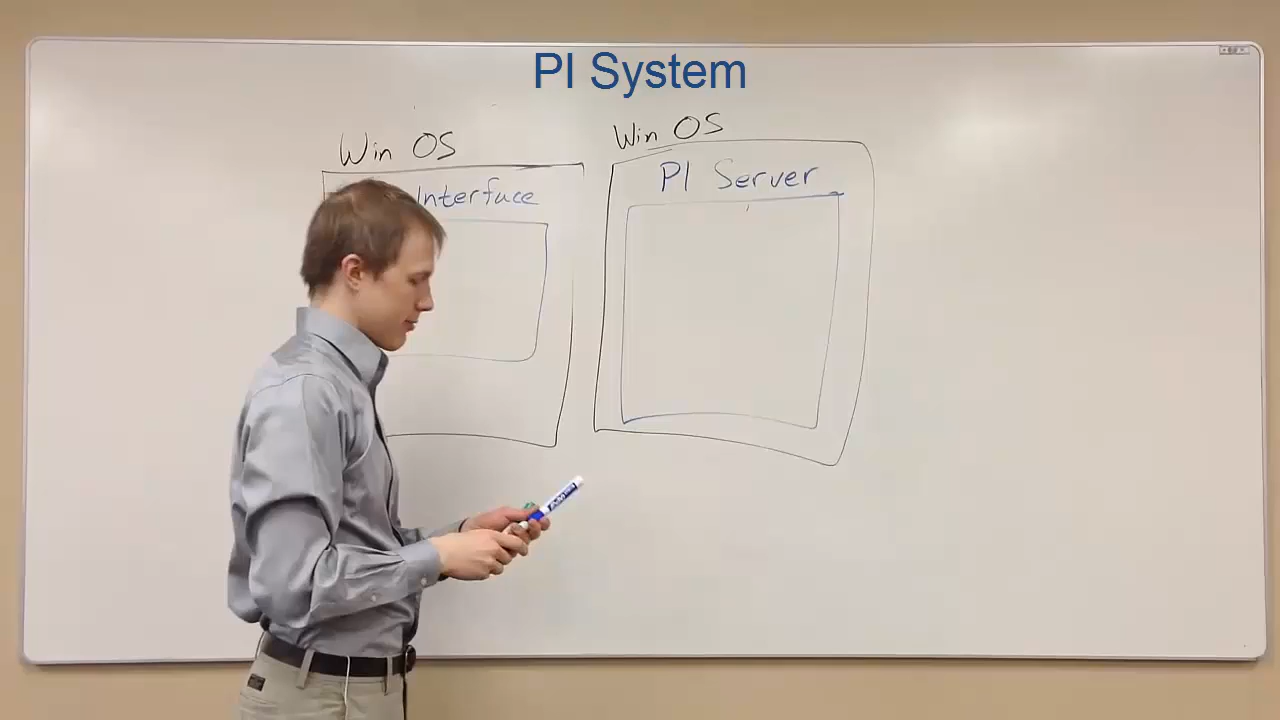 PI System
Win OS
Win OS
Interface
PI Server